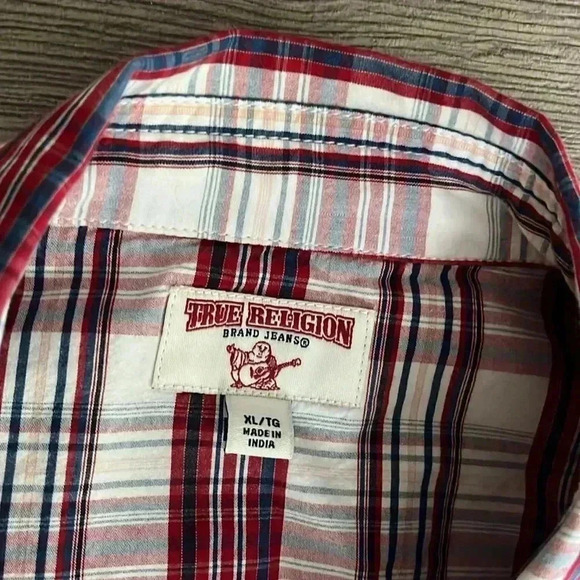 TRUE RELIGION
BRAND JEANS®
XL/TG
MADE IN
INDIA